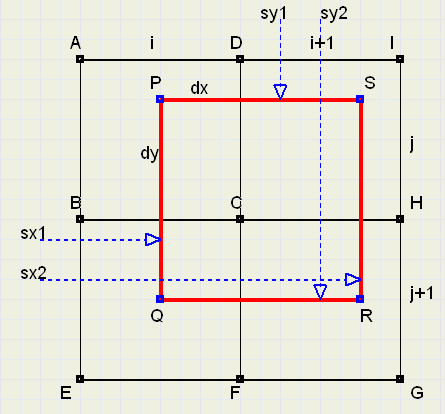 sy1 sy2
A i D i+1 I
P dx S
dy j
B C H
sx1
sx2
j+1
Q R
E F G